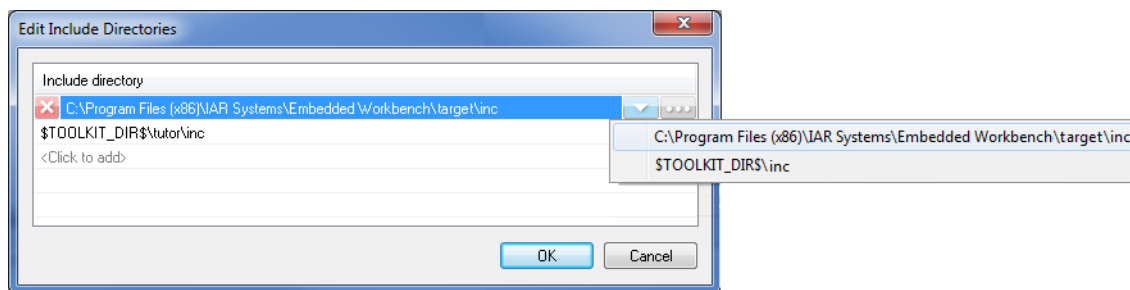 Edit Include Directories
Include directory
C:\Program Files (x86)\IAR Systems\Embedded Workbench\target\inc
$TOOLKIT_DIR$\tutor\inc
<Click to add>
C:\Program Files (x86)\IAR Systems\Embedded Workbench\target\inc
$TOOLKIT_DIR$\inc
OK
Cancel